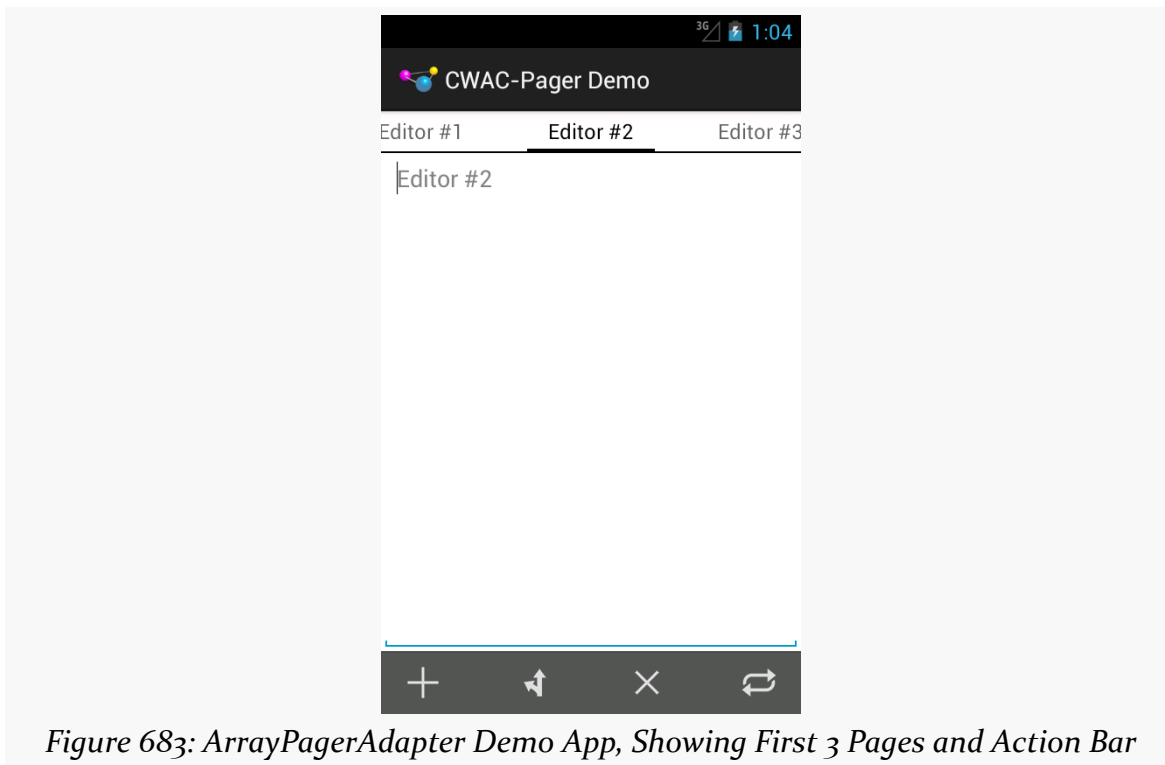 3G 1:04
CWAC-Pager Demo
Editor #1 Editor #2 Editor #3
Editor #2
Figure 683: ArrayPagerAdapter Demo App, Showing First 3 Pages and Action Bar